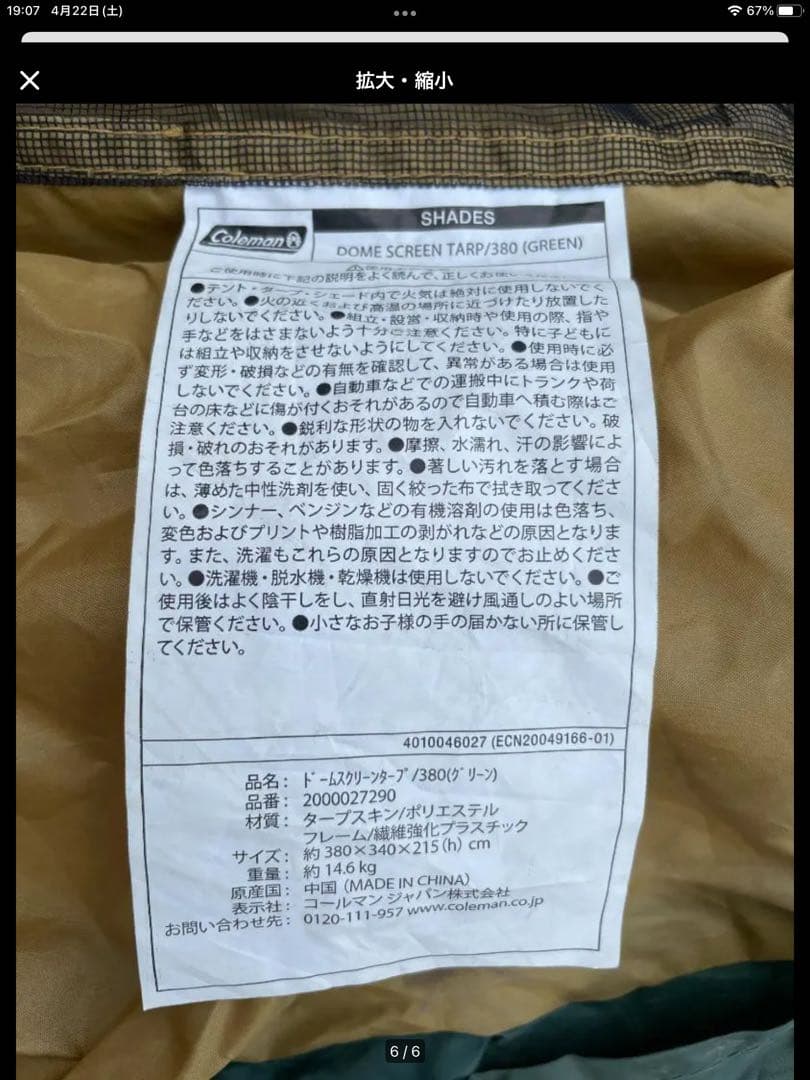 19:07 4月22日(土)
67%
拡大・縮小
Coleman
SHADES
DOME SCREEN TARP/380 (GREEN)
ご使用時に下記の説明をよく読んで、正しくお使い
●テント・タープ・シェード内で火気は絶対に使用しないでく
ださい。●火の近くおよび高温の場所に近づけたり放置した
りしないでください。●組立・設営・収納時や使用の際、指や
手などをはさまないよう十分ご注意ください。特に子どもに
は組立や収納をさせないようにしてください。●使用時に必
ず変形・破損などの有無を確認して、異常がある場合は使用
しないでください。●自動車などでの運搬中にトランクや荷
台の床などに傷が付くおそれがあるので自動車へ積む際はご
注意ください。●鋭利な形状の物を入れないでください。破
損・破れのおそれがあります。●摩擦、水濡れ、汗の影響によ
って色落ちすることがあります。●著しい汚れを落とす場合
は、薄めた中性洗剤を使い、固く絞った布で拭き取ってくださ
い。●シンナー、ベンジンなどの有機溶剤の使用は色落ち、
変色およびプリントや樹脂加工の剥がれなどの原因となりま
す。また、洗濯もこれらの原因となりますのでお止めくださ
い。●洗濯機・脱水機・乾燥機は使用しないでください。●ご
使用後はよく陰干しをし、直射日光を避け風通しのよい場所
で保管ください。●小さなお子様の手の届かない所に保管し
てください。
4010046027 (ECN20049166-01)
品名: ﾄﾞｰﾑｽｸﾘｰﾝﾀｰﾌﾟ/380(ｸﾞﾘｰﾝ)
品番: 2000027290
材質: タープスキン/ポリエステル
フレーム/繊維強化プラスチック
サイズ: 約 380×340×215(h) cm
重量: 約 14.6 kg
原産国: 中国 (MADE IN CHINA)
表示社: コールマン ジャパン株式会社
お問い合わせ先: 0120-111-957 www.coleman.co.jp
6 / 6